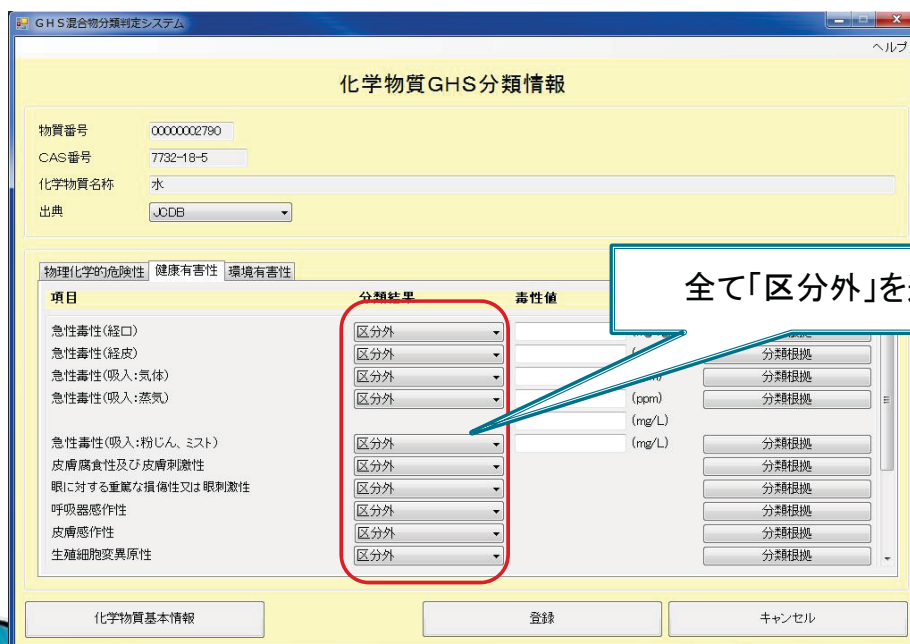 GHS混合物分類判定システム
ヘルプ
化学物質GHS分類情報
物質番号 00000002790
CAS番号 7732-18-5
化学物質名称 水
出典 JCDB
物理化学的危険性 健康有害性 環境有害性
項目 分類結果 毒性値
全て「区分外」を
急性毒性(経口) 区分外
急性毒性(経皮) 区分外 分類根拠
急性毒性(吸入:気体) 区分外 分類根拠
急性毒性(吸入:蒸気) 区分外 (ppm) 分類根拠
(mg/L)
急性毒性(吸入:粉じん、ミスト) 区分外 (mg/L) 分類根拠
皮膚腐食性及び皮膚刺激性 区分外 分類根拠
眼に対する重篤な損傷性又は眼刺激性 区分外 分類根拠
呼吸器感作性 区分外 分類根拠
皮膚感作性 区分外 分類根拠
生殖細胞変異原性 区分外 分類根拠
化学物質基本情報 登録 キャンセル